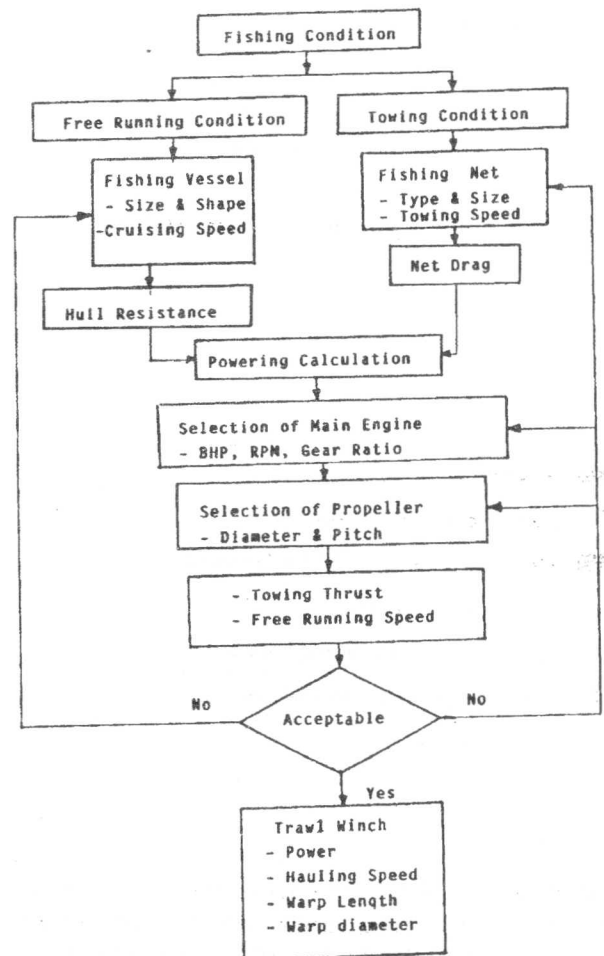 Fishing Condition
Free Running Condition
Towing Condition
Fishing Vessel
- Size & Shape
-Cruising Speed
Fishing Net
- Type & Size
- Towing Speed
Net Drag
Hull Resistance
Powering Calculation
Selection of Main Engine
- BHP, RPM, Gear Ratio
Selection of Propeller
- Diameter & Pitch
- Towing Thrust
- Free Running Speed
No
Acceptable
No
Yes
Trawl Winch
- Power
- Hauling Speed
- Warp Length
- Warp diameter